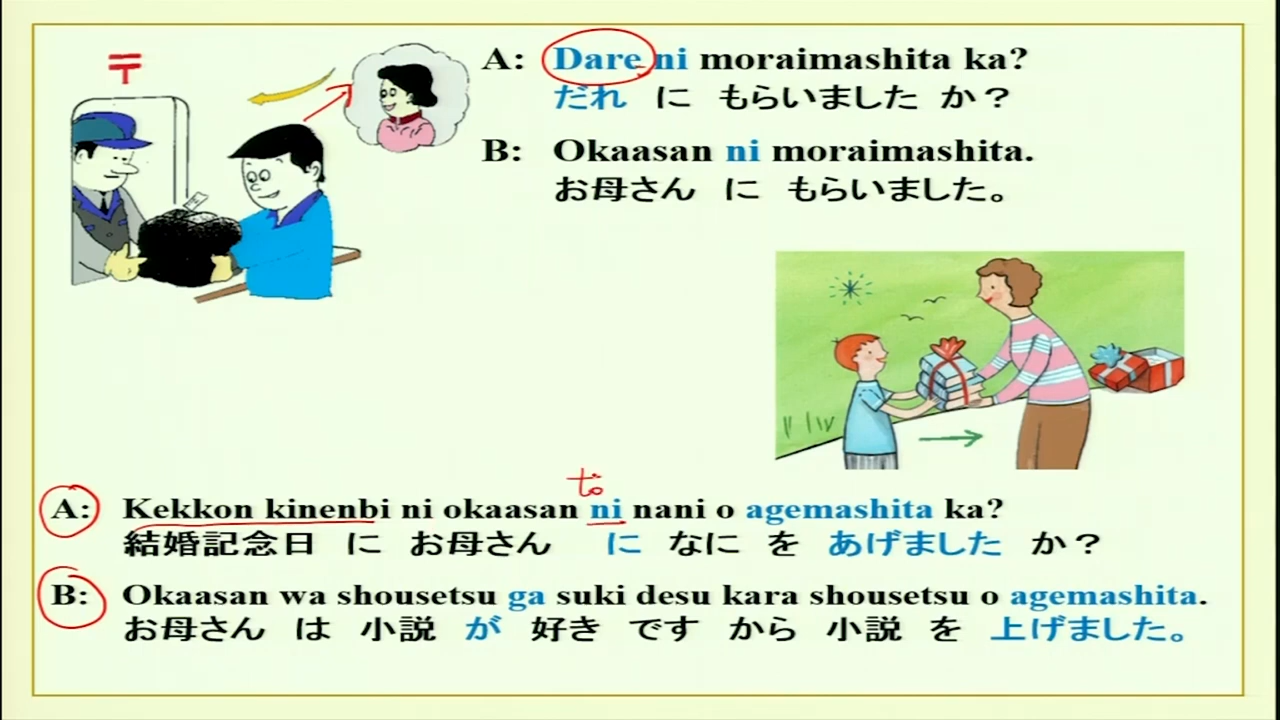 〒
A: Dare ni moraimashita ka?
だれ に もらいました か？
B: Okaasan ni moraimashita.
お母さん に もらいました。
to
A: Kekkon kinenbi ni okaasan ni nani o agemashita ka?
結婚記念日 に お母さん に なに を あげました か？
B: Okaasan wa shousetsu ga suki desu kara shousetsu o agemashita.
お母さん は 小説 が 好き です から 小説 を 上げました。